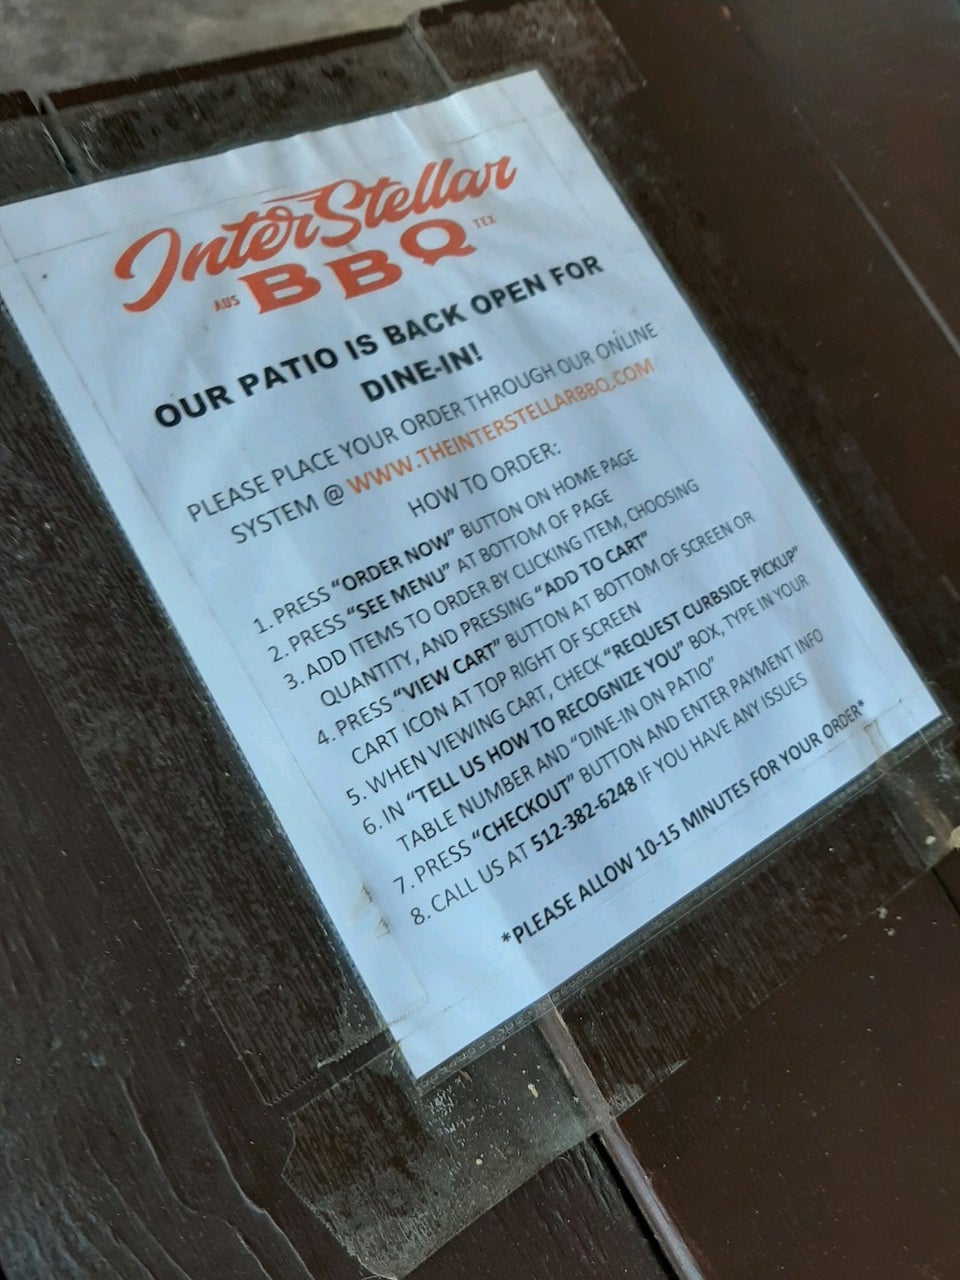 InterStellar
AUS BBQ TEX
OUR PATIO IS BACK OPEN FOR
DINE-IN!
PLEASE PLACE YOUR ORDER THROUGH OUR ONLINE
SYSTEM @ WWW.THEINTERSTELLARBBQ.COM
HOW TO ORDER:
1. PRESS "ORDER NOW" BUTTON ON HOME PAGE
2. PRESS "SEE MENU" AT BOTTOM OF PAGE
3. ADD ITEMS TO ORDER BY CLICKING ITEM, CHOOSING
QUANTITY, AND PRESSING "ADD TO CART"
4. PRESS "VIEW CART" BUTTON AT BOTTOM OF SCREEN OR
CART ICON AT TOP RIGHT OF SCREEN
5. WHEN VIEWING CART, CHECK "REQUEST CURBSIDE PICKUP"
6. IN "TELL US HOW TO RECOGNIZE YOU" BOX, TYPE IN YOUR
TABLE NUMBER AND "DINE-IN ON PATIO"
7. PRESS "CHECKOUT" BUTTON AND ENTER PAYMENT INFO
8. CALL US AT 512-382-6248 IF YOU HAVE ANY ISSUES
*PLEASE ALLOW 10-15 MINUTES FOR YOUR ORDER*